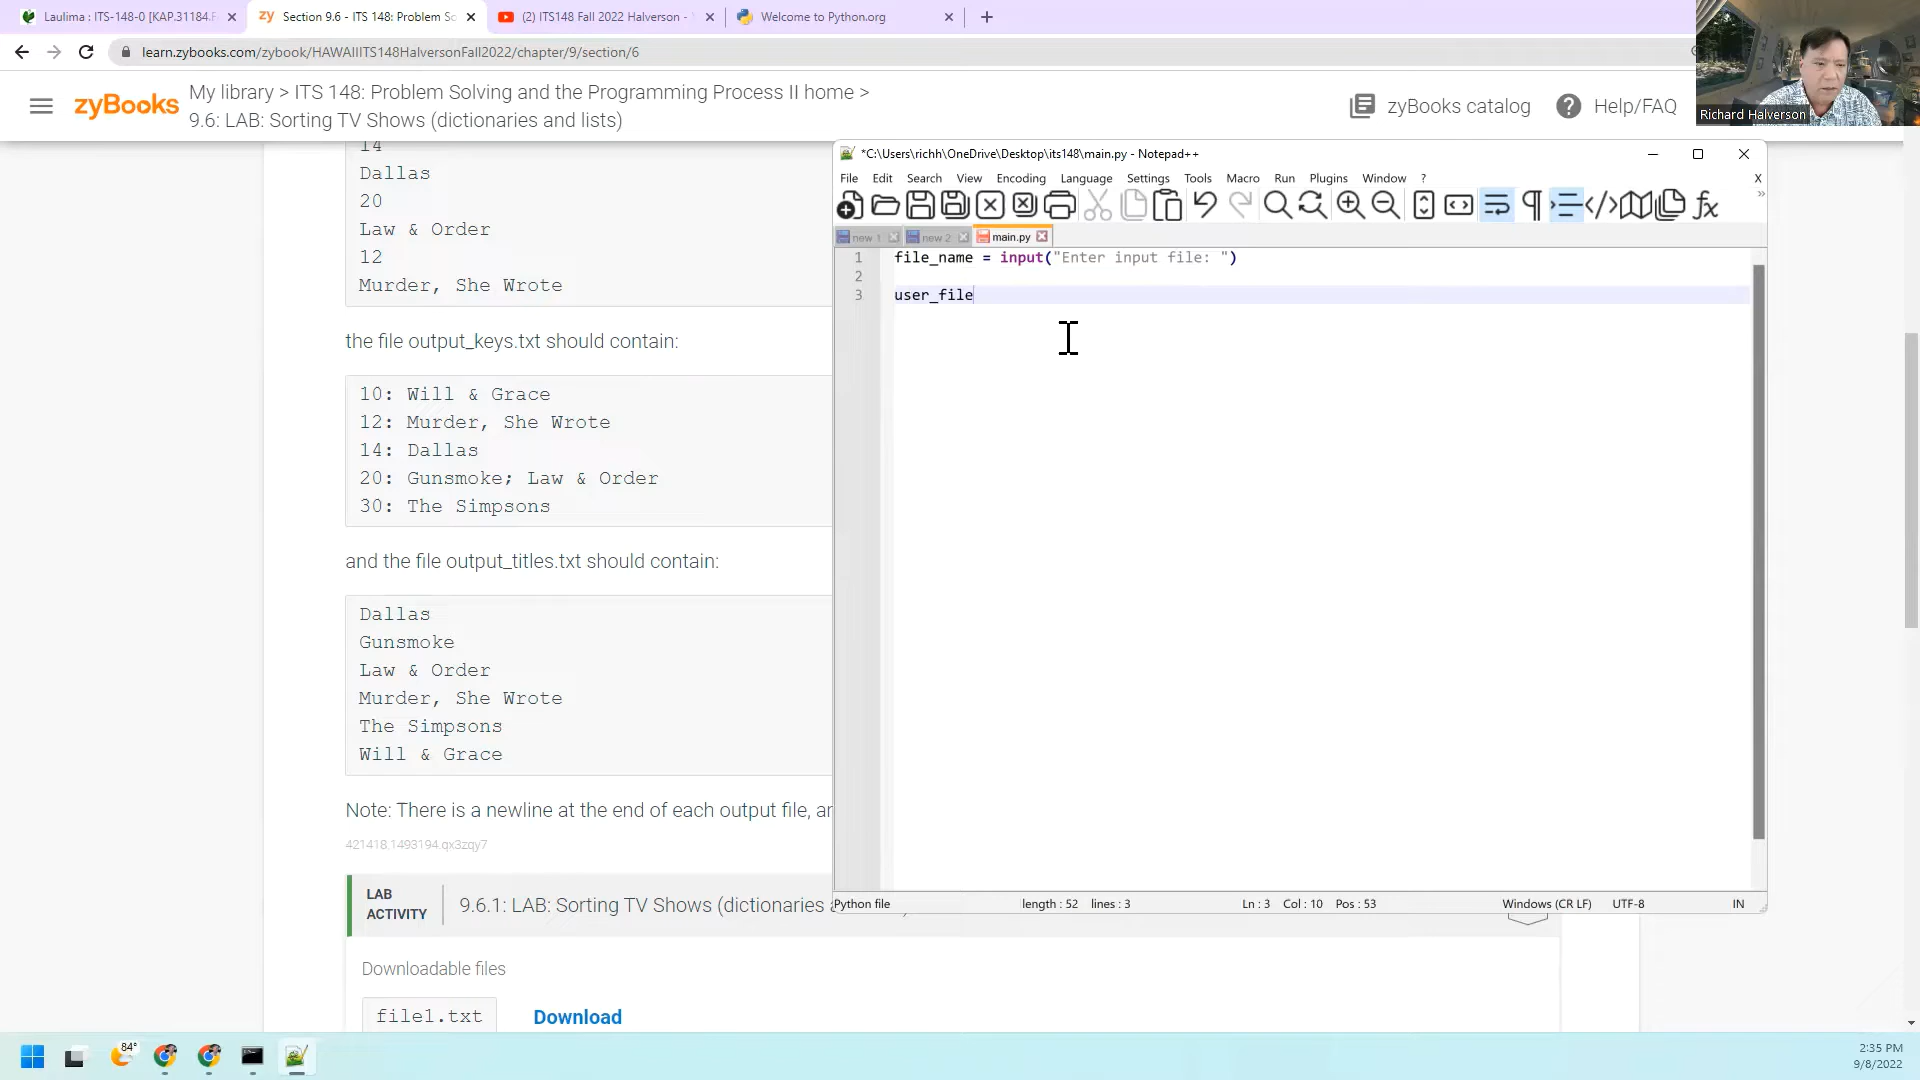 Laulima : ITS-148-0 [KAP.31184.F
zy Section 9.6 - ITS 148: Problem So
(2) ITS148 Fall 2022 Halverson -
Welcome to Python.org
learn.zybooks.com/zybook/HAWAIIITS148HalversonFall2022/chapter/9/section/6
zyBooks
My library > ITS 148: Problem Solving and the Programming Process II home >
9.6: LAB: Sorting TV Shows (dictionaries and lists)
zyBooks catalog
Help/FAQ
Richard Halverson
14
Dallas
20
Law & Order
12
Murder, She Wrote
the file output_keys.txt should contain:
10: Will & Grace
12: Murder, She Wrote
14: Dallas
20: Gunsmoke; Law & Order
30: The Simpsons
and the file output_titles.txt should contain:
Dallas
Gunsmoke
Law & Order
Murder, She Wrote
The Simpsons
Will & Grace
Note: There is a newline at the end of each output file, ar
421418.1493194.qx3zqy7
LAB
ACTIVITY
9.6.1: LAB: Sorting TV Shows (dictionaries a
Downloadable files
file1.txt
Download
*C:\Users\richh\OneDrive\Desktop\its148\main.py - Notepad++
File Edit Search View Encoding Language Settings Tools Macro Run Plugins Window ? X
new 1 new 2 main.py
1 file_name = input("Enter input file: ")
2
3 user_file
Python file length : 52 lines : 3 Ln : 3 Col : 10 Pos : 53 Windows (CR LF) UTF-8 IN
84°
2:35 PM
9/8/2022